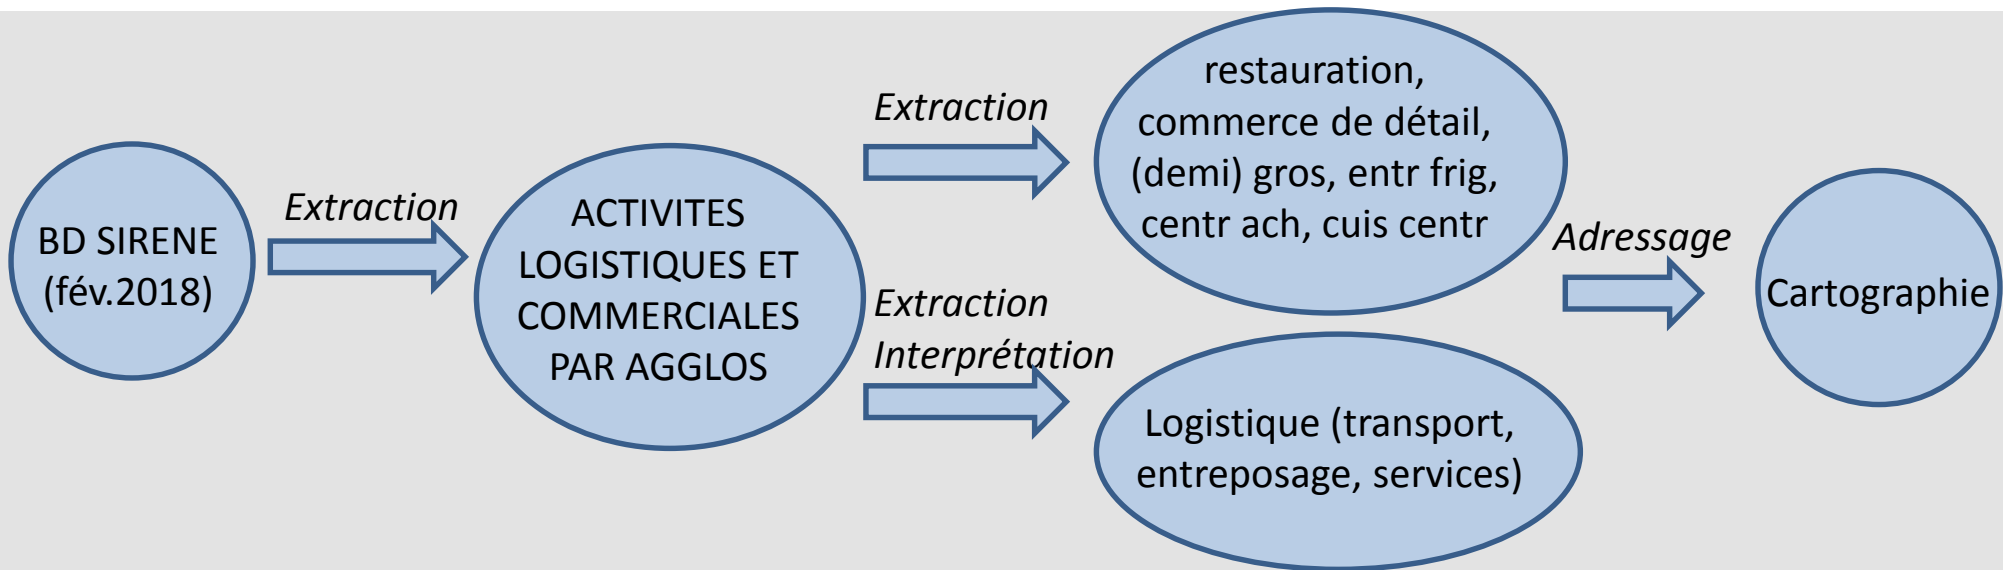 BD SIRENE
(fév.2018)
Extraction
ACTIVITES
LOGISTIQUES ET
COMMERCIALES
PAR AGGLOS
Extraction
restauration,
commerce de détail,
(demi) gros, entr frig,
centr ach, cuis centr
Extraction
Interprétation
Logistique (transport,
entreposage, services)
Adressage
Cartographie